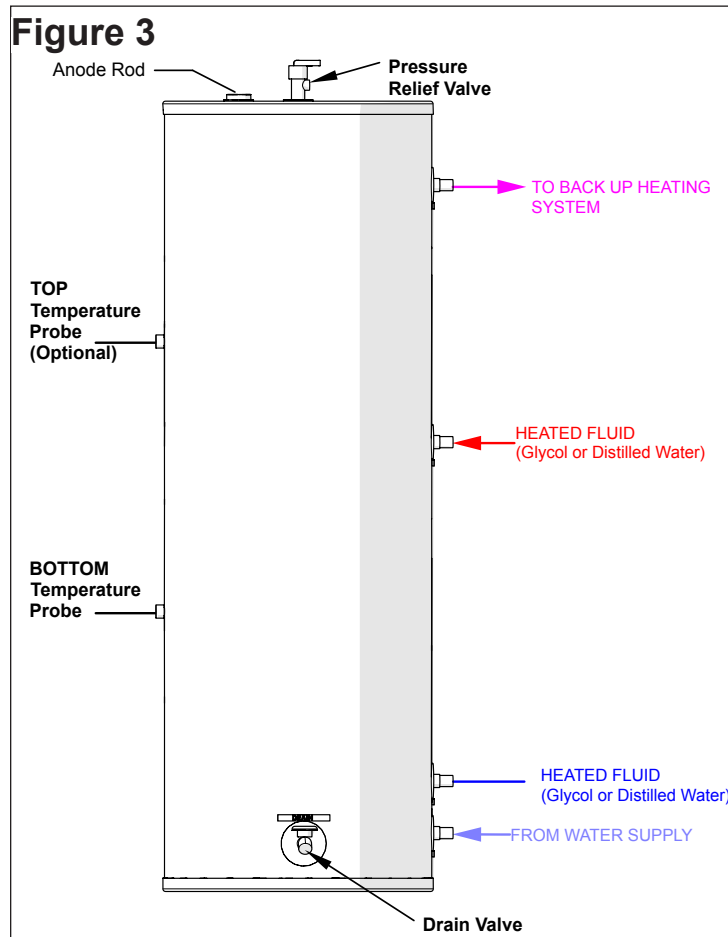 Figure 3
Anode Rod
Pressure
Relief Valve
TO BACK UP HEATING
SYSTEM
TOP
Temperature
Probe
(Optional)
HEATED FLUID
(Glycol or Distilled Water)
BOTTOM
Temperature
Probe
HEATED FLUID
(Glycol or Distilled Water)
DRAIN
FROM WATER SUPPLY
Drain Valve